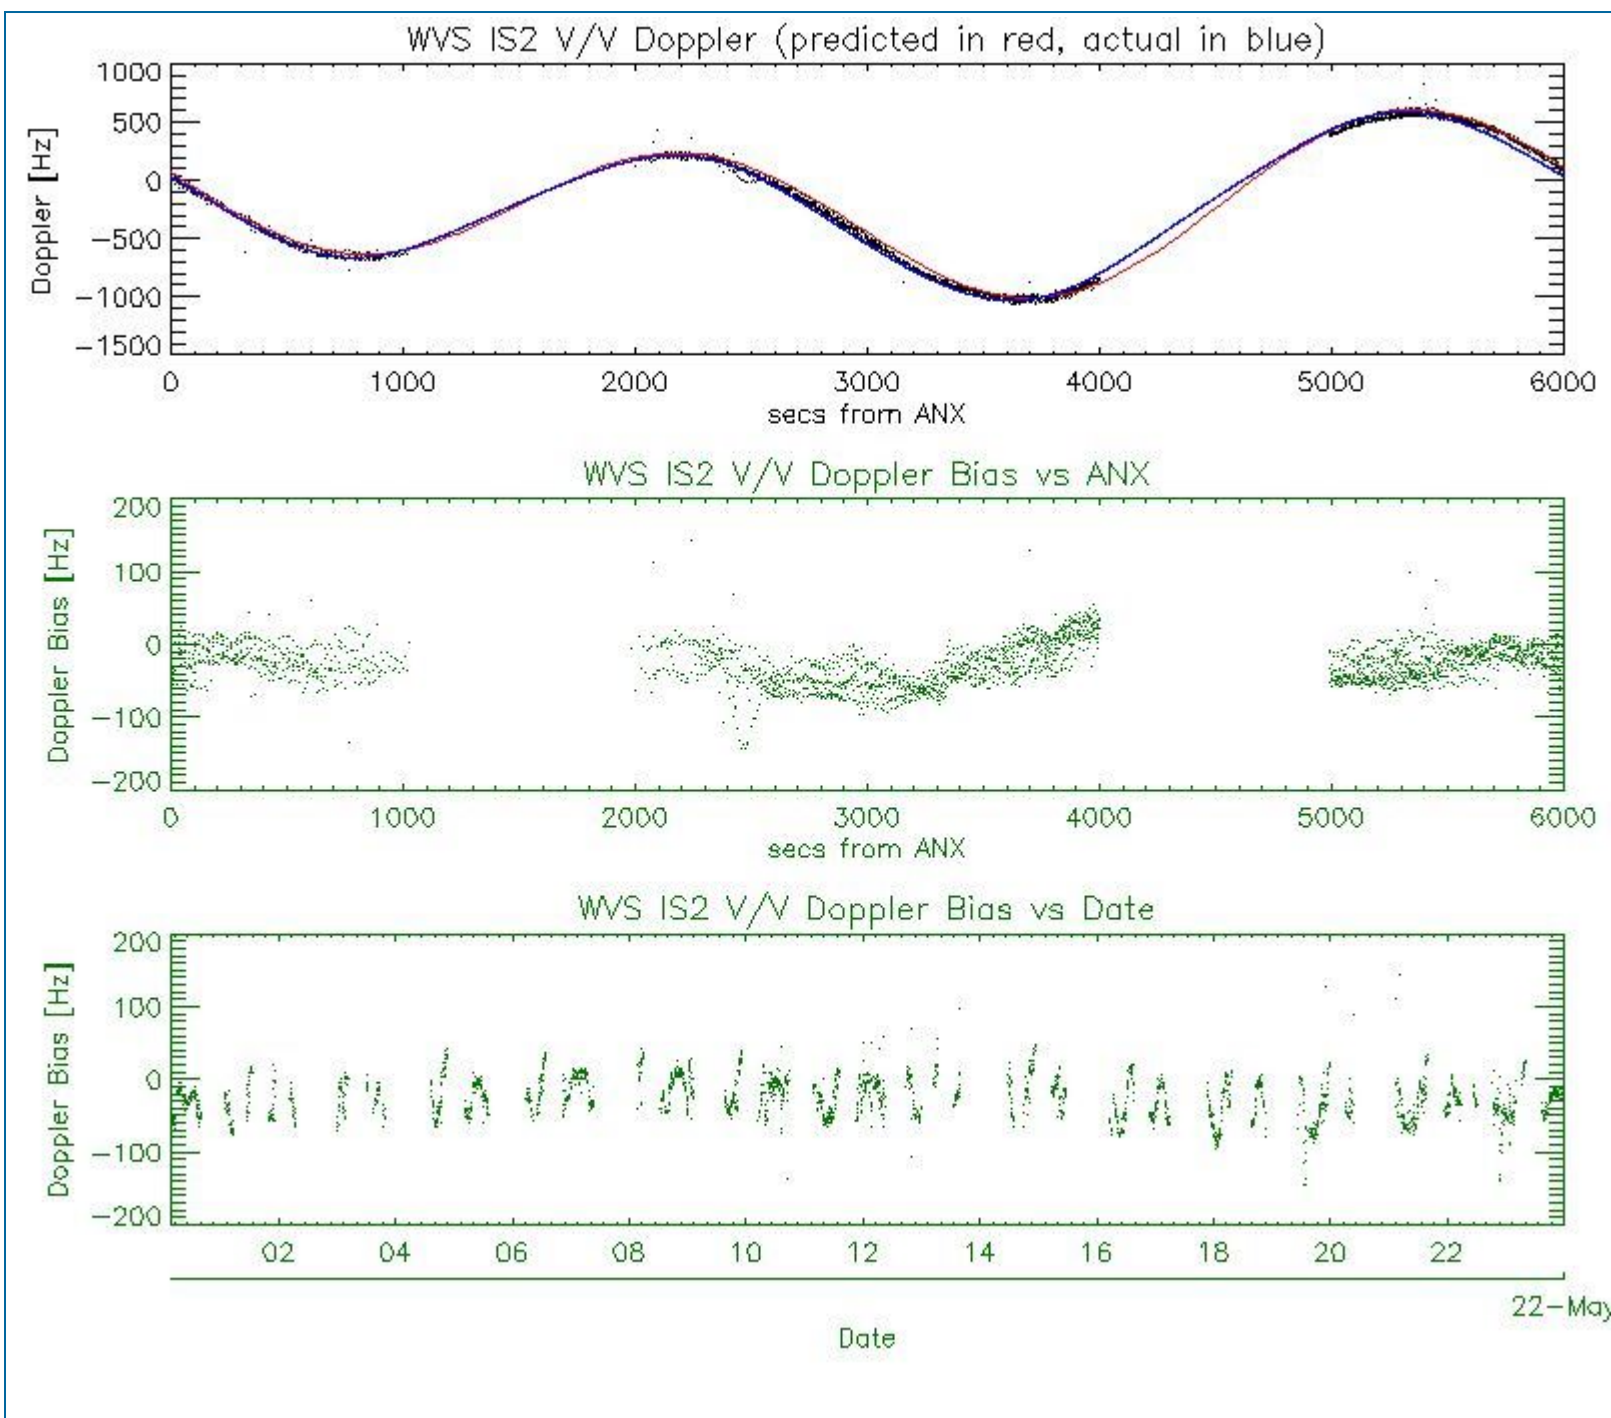 WVS IS2 V/V Doppler (predicted in red, actual in blue)
1000
500
0
−500
−1000
−1500
Doppler [Hz]
0 1000 2000 3000 4000 5000 6000
secs from ANX
WVS IS2 V/V Doppler Bias vs ANX
200
100
0
−100
−200
Doppler Bias [Hz]
0 1000 2000 3000 4000 5000 6000
secs from ANX
WVS IS2 V/V Doppler Bias vs Date
200
100
0
−100
−200
Doppler Bias [Hz]
02 04 06 08 10 12 14 16 18 20 22
22−May
Date